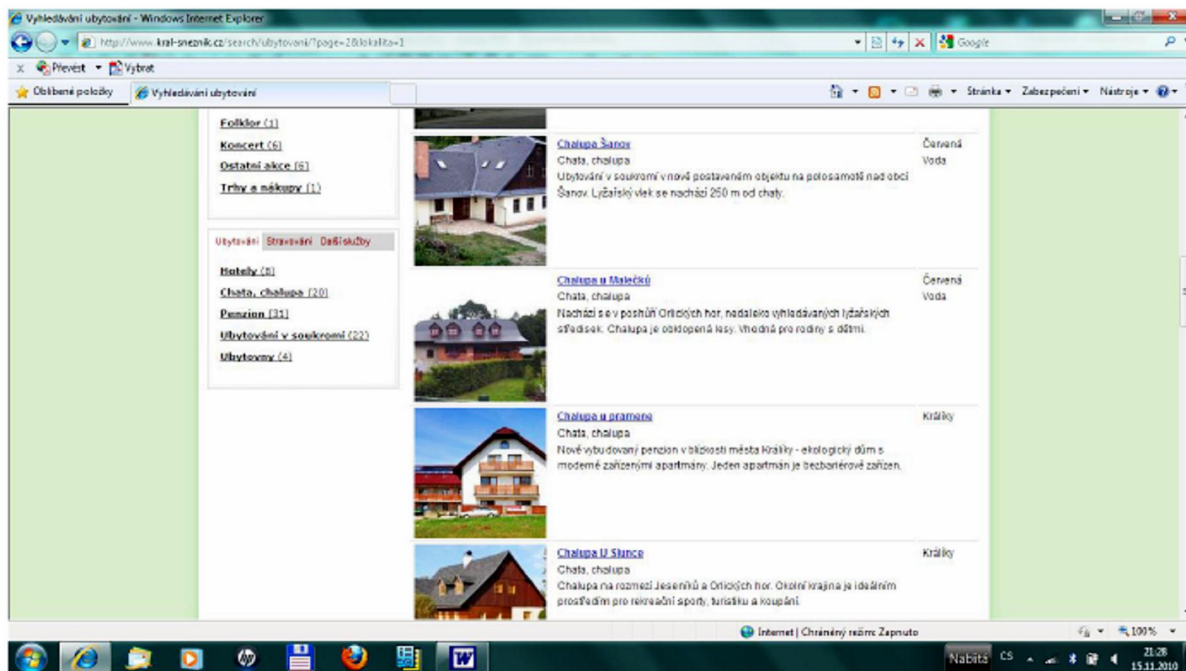 Vyhledávání ubytování - Windows Internet Explorer
http://www.kral-sneznik.cz/search/ubytovani/?page=2&lokalita=1
Google
x Převést Vybrat
Oblíbené položky
Vyhledávání ubytování
Stránka Zabezpečení Nástroje
Folklor (1)
Koncert (6)
Ostatní akce (6)
Trhy a nákupy (1)
Ubytování Stravování Další služby
Hotely (8)
Chata, chalupa (20)
Penzion (31)
Ubytování v soukromí (22)
Ubytovny (4)
Chalupa Šanov
Chata, chalupa
Ubytování v soukromí v nově postaveném objektu na polosamotě nad obcí
Šanov. Lyžařský vlek se nachází 250 m od chaty.
Červená
Voda
Chalupa u Malečků
Chata, chalupa
Nachází se v poshůří Orlických hor, nedaleko vyhledávaných lyžařských
středisek. Chalupa je obklopená lesy. Vhodná pro rodiny s dětmi.
Červená
Voda
Chalupa u pramene
Chata, chalupa
Nově vybudovaný penzion v blízkosti města Králíky - ekologický dům s
moderně zařízenými apartmány. Jeden apartmán je bezbariérově zařízen.
Králíky
Chalupa U Slunce
Chata, chalupa
Chalupa na rozmezí Jeseníků a Orlických hor. Okolní krajina je ideálním
prostředím pro rekreační sporty, turistiku a koupání.
Králíky
Internet | Chráněný režim: Zapnuto
100%
hp
W
Nabitá
CS
21:28
15.11.2010